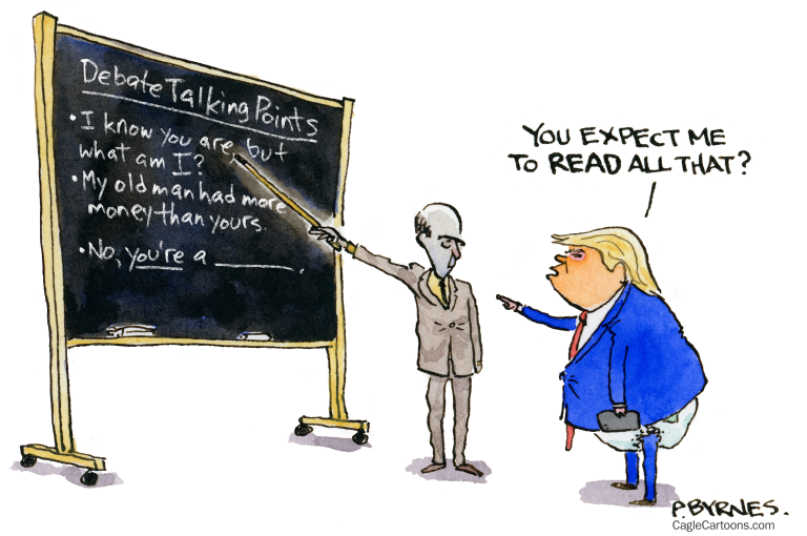 Debate Talking Points
• I know you are, but
what am I?
• My old man had more
money than yours.
• No, you're a ________.
YOU EXPECT ME
TO READ ALL THAT?
P. BYRNES.
CagleCartoons.com